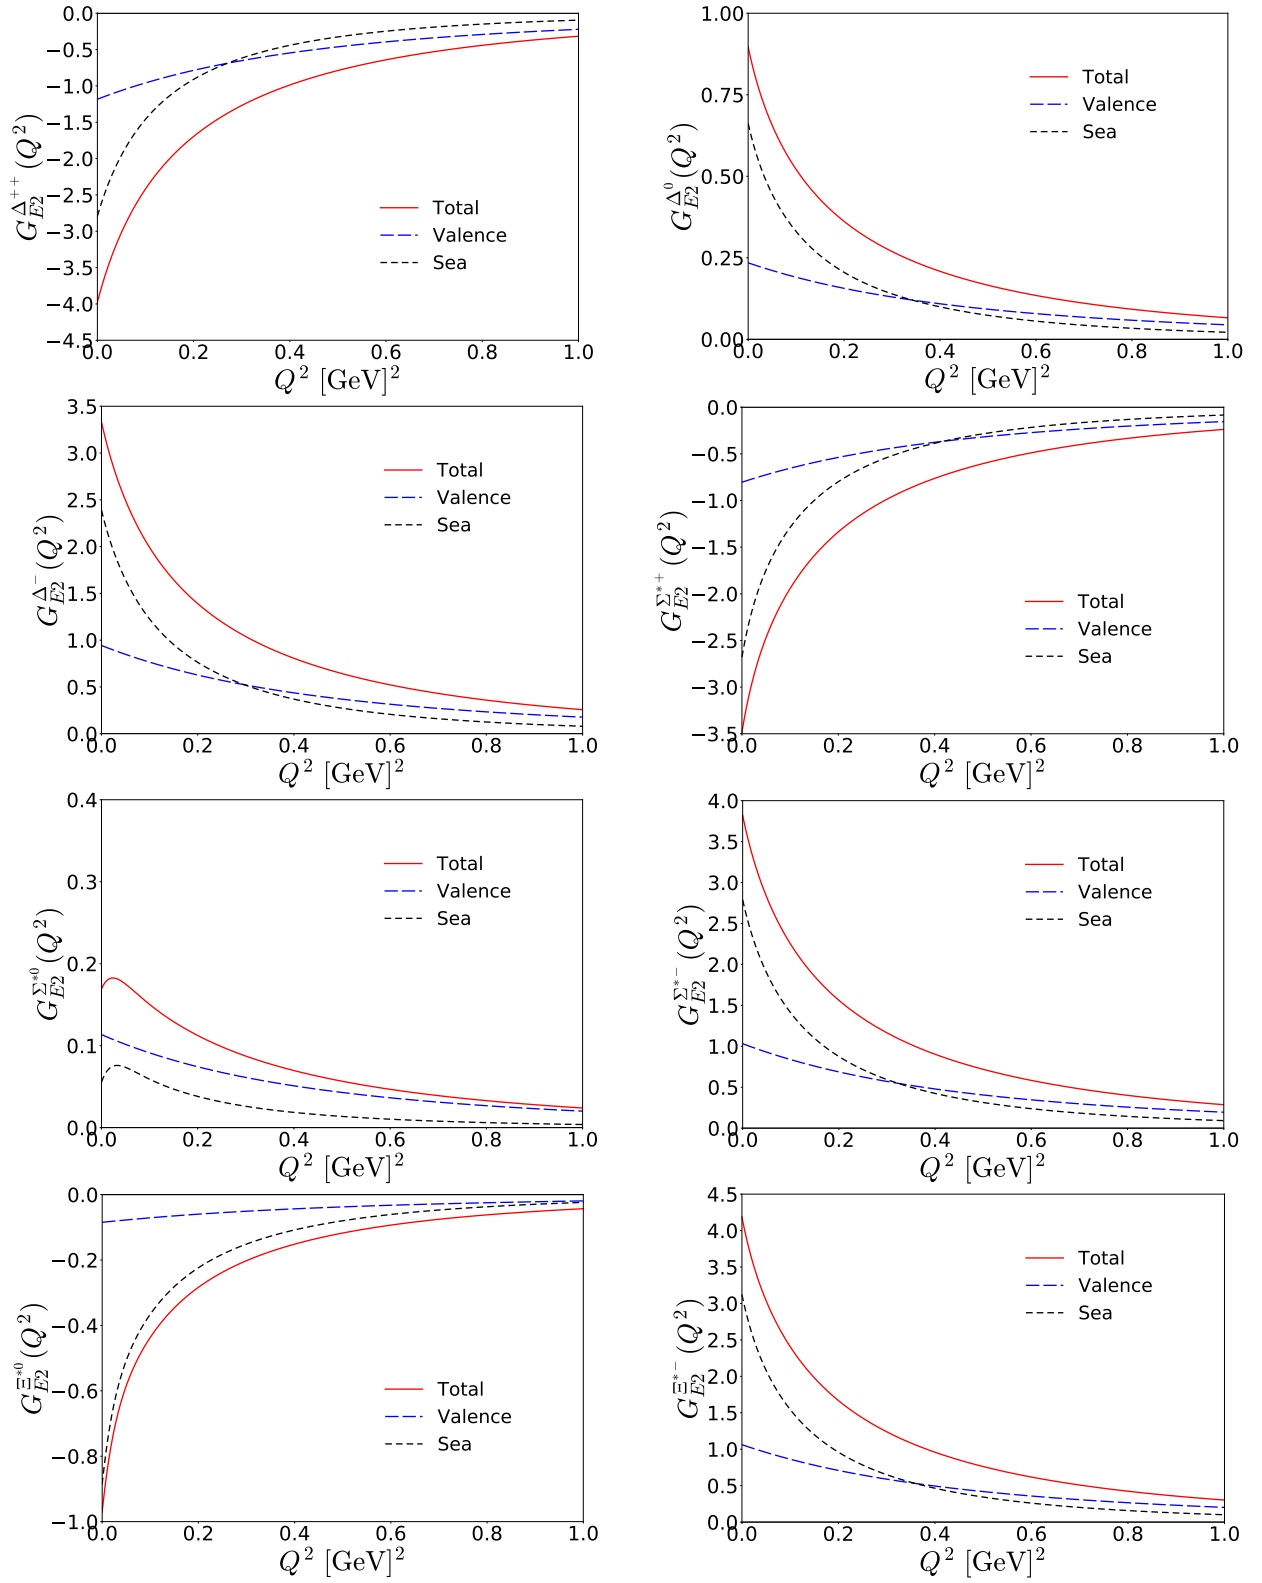 0.0
−0.5
−1.0
−1.5
−2.0
−2.5
−3.0
−3.5
−4.0
−4.5
G_{E2}^{Δ^{++}}(Q^2)
Total
Valence
Sea
0.0 0.2 0.4 0.6 0.8 1.0
Q^2 [GeV]^2
1.00
0.75
0.50
0.25
0.00
G_{E2}^{Δ^0}(Q^2)
Total
Valence
Sea
0.0 0.2 0.4 0.6 0.8 1.0
Q^2 [GeV]^2
3.5
3.0
2.5
2.0
1.5
1.0
0.5
0.0
G_{E2}^{Δ^−}(Q^2)
Total
Valence
Sea
0.0 0.2 0.4 0.6 0.8 1.0
Q^2 [GeV]^2
0.0
−0.5
−1.0
−1.5
−2.0
−2.5
−3.0
−3.5
G_{E2}^{Σ^{*+}}(Q^2)
Total
Valence
Sea
0.0 0.2 0.4 0.6 0.8 1.0
Q^2 [GeV]^2
0.4
0.3
0.2
0.1
0.0
G_{E2}^{Σ^{*0}}(Q^2)
Total
Valence
Sea
0.0 0.2 0.4 0.6 0.8 1.0
Q^2 [GeV]^2
4.0
3.5
3.0
2.5
2.0
1.5
1.0
0.5
0.0
G_{E2}^{Σ^{*−}}(Q^2)
Total
Valence
Sea
0.0 0.2 0.4 0.6 0.8 1.0
Q^2 [GeV]^2
0.0
−0.2
−0.4
−0.6
−0.8
−1.0
G_{E2}^{Ξ^{*0}}(Q^2)
Total
Valence
Sea
0.0 0.2 0.4 0.6 0.8 1.0
Q^2 [GeV]^2
4.5
4.0
3.5
3.0
2.5
2.0
1.5
1.0
0.5
0.0
G_{E2}^{Ξ^{*−}}(Q^2)
Total
Valence
Sea
0.0 0.2 0.4 0.6 0.8 1.0
Q^2 [GeV]^2